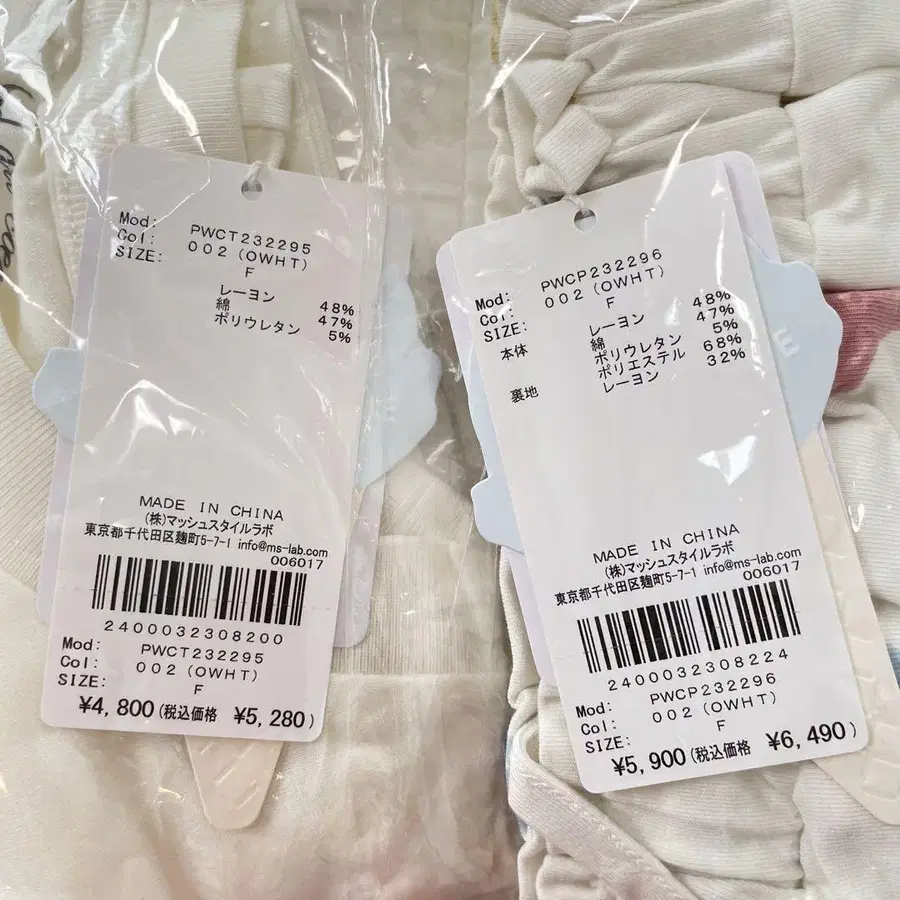 Mod: PWCT232295
Col: 002 (OWHT)
SIZE: F
レーヨン 48%
綿 47%
ポリウレタン 5%
MADE IN CHINA
(株)マッシュスタイルラボ
東京都千代田区麹町5-7-1 info@ms-lab.com
006017
2400032308200
Mod: PWCT232295
Col: 002 (OWHT)
SIZE: F
¥4,800(税込価格 ¥5,280)
Mod: PWCP232296
Col: 002 (OWHT)
SIZE: F
本体 レーヨン 48%
綿 47%
ポリウレタン 5%
裏地 ポリエステル 68%
レーヨン 32%
MADE IN CHINA
(株)マッシュスタイルラボ
東京都千代田区麹町5-7-1 info@ms-lab.com
006017
2400032308224
Mod: PWCP232296
Col: 002 (OWHT)
SIZE: F
¥5,900(税込価格 ¥6,490)